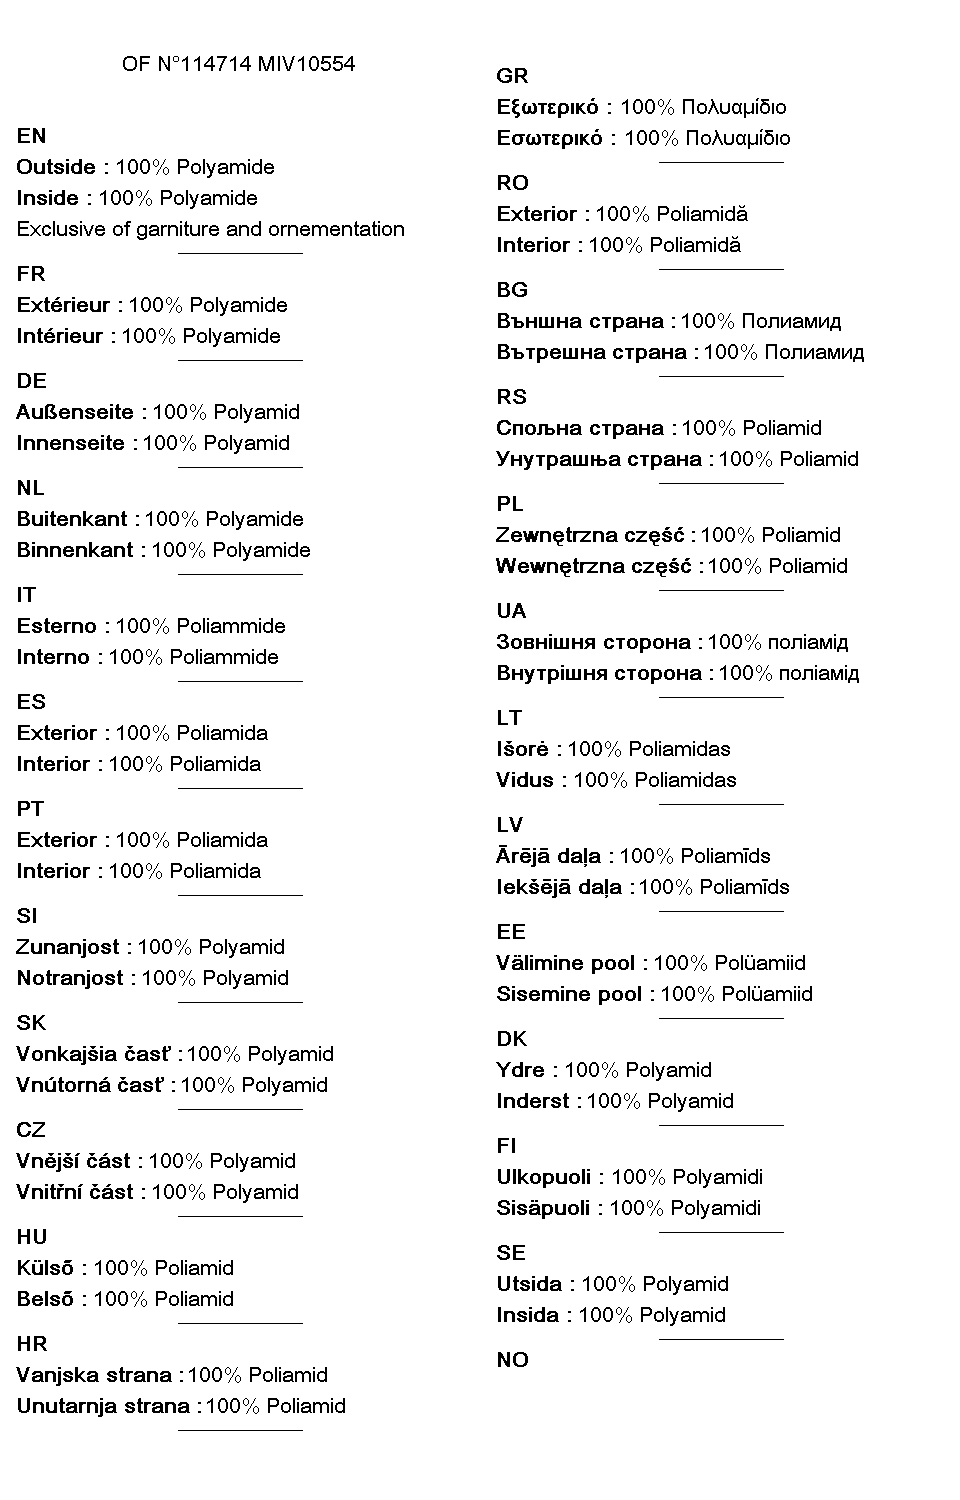 OF N°114714 MIV10554
EN
Outside : 100% Polyamide
Inside : 100% Polyamide
Exclusive of garniture and ornementation
FR
Extérieur : 100% Polyamide
Intérieur : 100% Polyamide
DE
Außenseite : 100% Polyamid
Innenseite : 100% Polyamid
NL
Buitenkant : 100% Polyamide
Binnenkant : 100% Polyamide
IT
Esterno : 100% Poliammide
Interno : 100% Poliammide
ES
Exterior : 100% Poliamida
Interior : 100% Poliamida
PT
Exterior : 100% Poliamida
Interior : 100% Poliamida
SI
Zunanjost : 100% Polyamid
Notranjost : 100% Polyamid
SK
Vonkajšia časť : 100% Polyamid
Vnútorná časť : 100% Polyamid
CZ
Vnější část : 100% Polyamid
Vnitřní část : 100% Polyamid
HU
Külsõ : 100% Poliamid
Belsõ : 100% Poliamid
HR
Vanjska strana : 100% Poliamid
Unutarnja strana : 100% Poliamid
GR
Εξωτερικό : 100% Πολυαμίδιο
Εσωτερικό : 100% Πολυαμίδιο
RO
Exterior : 100% Poliamidă
Interior : 100% Poliamidă
BG
Външна страна : 100% Полиамид
Вътрешна страна : 100% Полиамид
RS
Спољна страна : 100% Poliamid
Унутрашња страна : 100% Poliamid
PL
Zewnętrzna część : 100% Poliamid
Wewnętrzna część : 100% Poliamid
UA
Зовнішня сторона : 100% поліамід
Внутрішня сторона : 100% поліамід
LT
Išorė : 100% Poliamidas
Vidus : 100% Poliamidas
LV
Ārējā daļa : 100% Poliamīds
Iekšējā daļa : 100% Poliamīds
EE
Välimine pool : 100% Polüamiid
Sisemine pool : 100% Polüamiid
DK
Ydre : 100% Polyamid
Inderst : 100% Polyamid
FI
Ulkopuoli : 100% Polyamidi
Sisäpuoli : 100% Polyamidi
SE
Utsida : 100% Polyamid
Insida : 100% Polyamid
NO